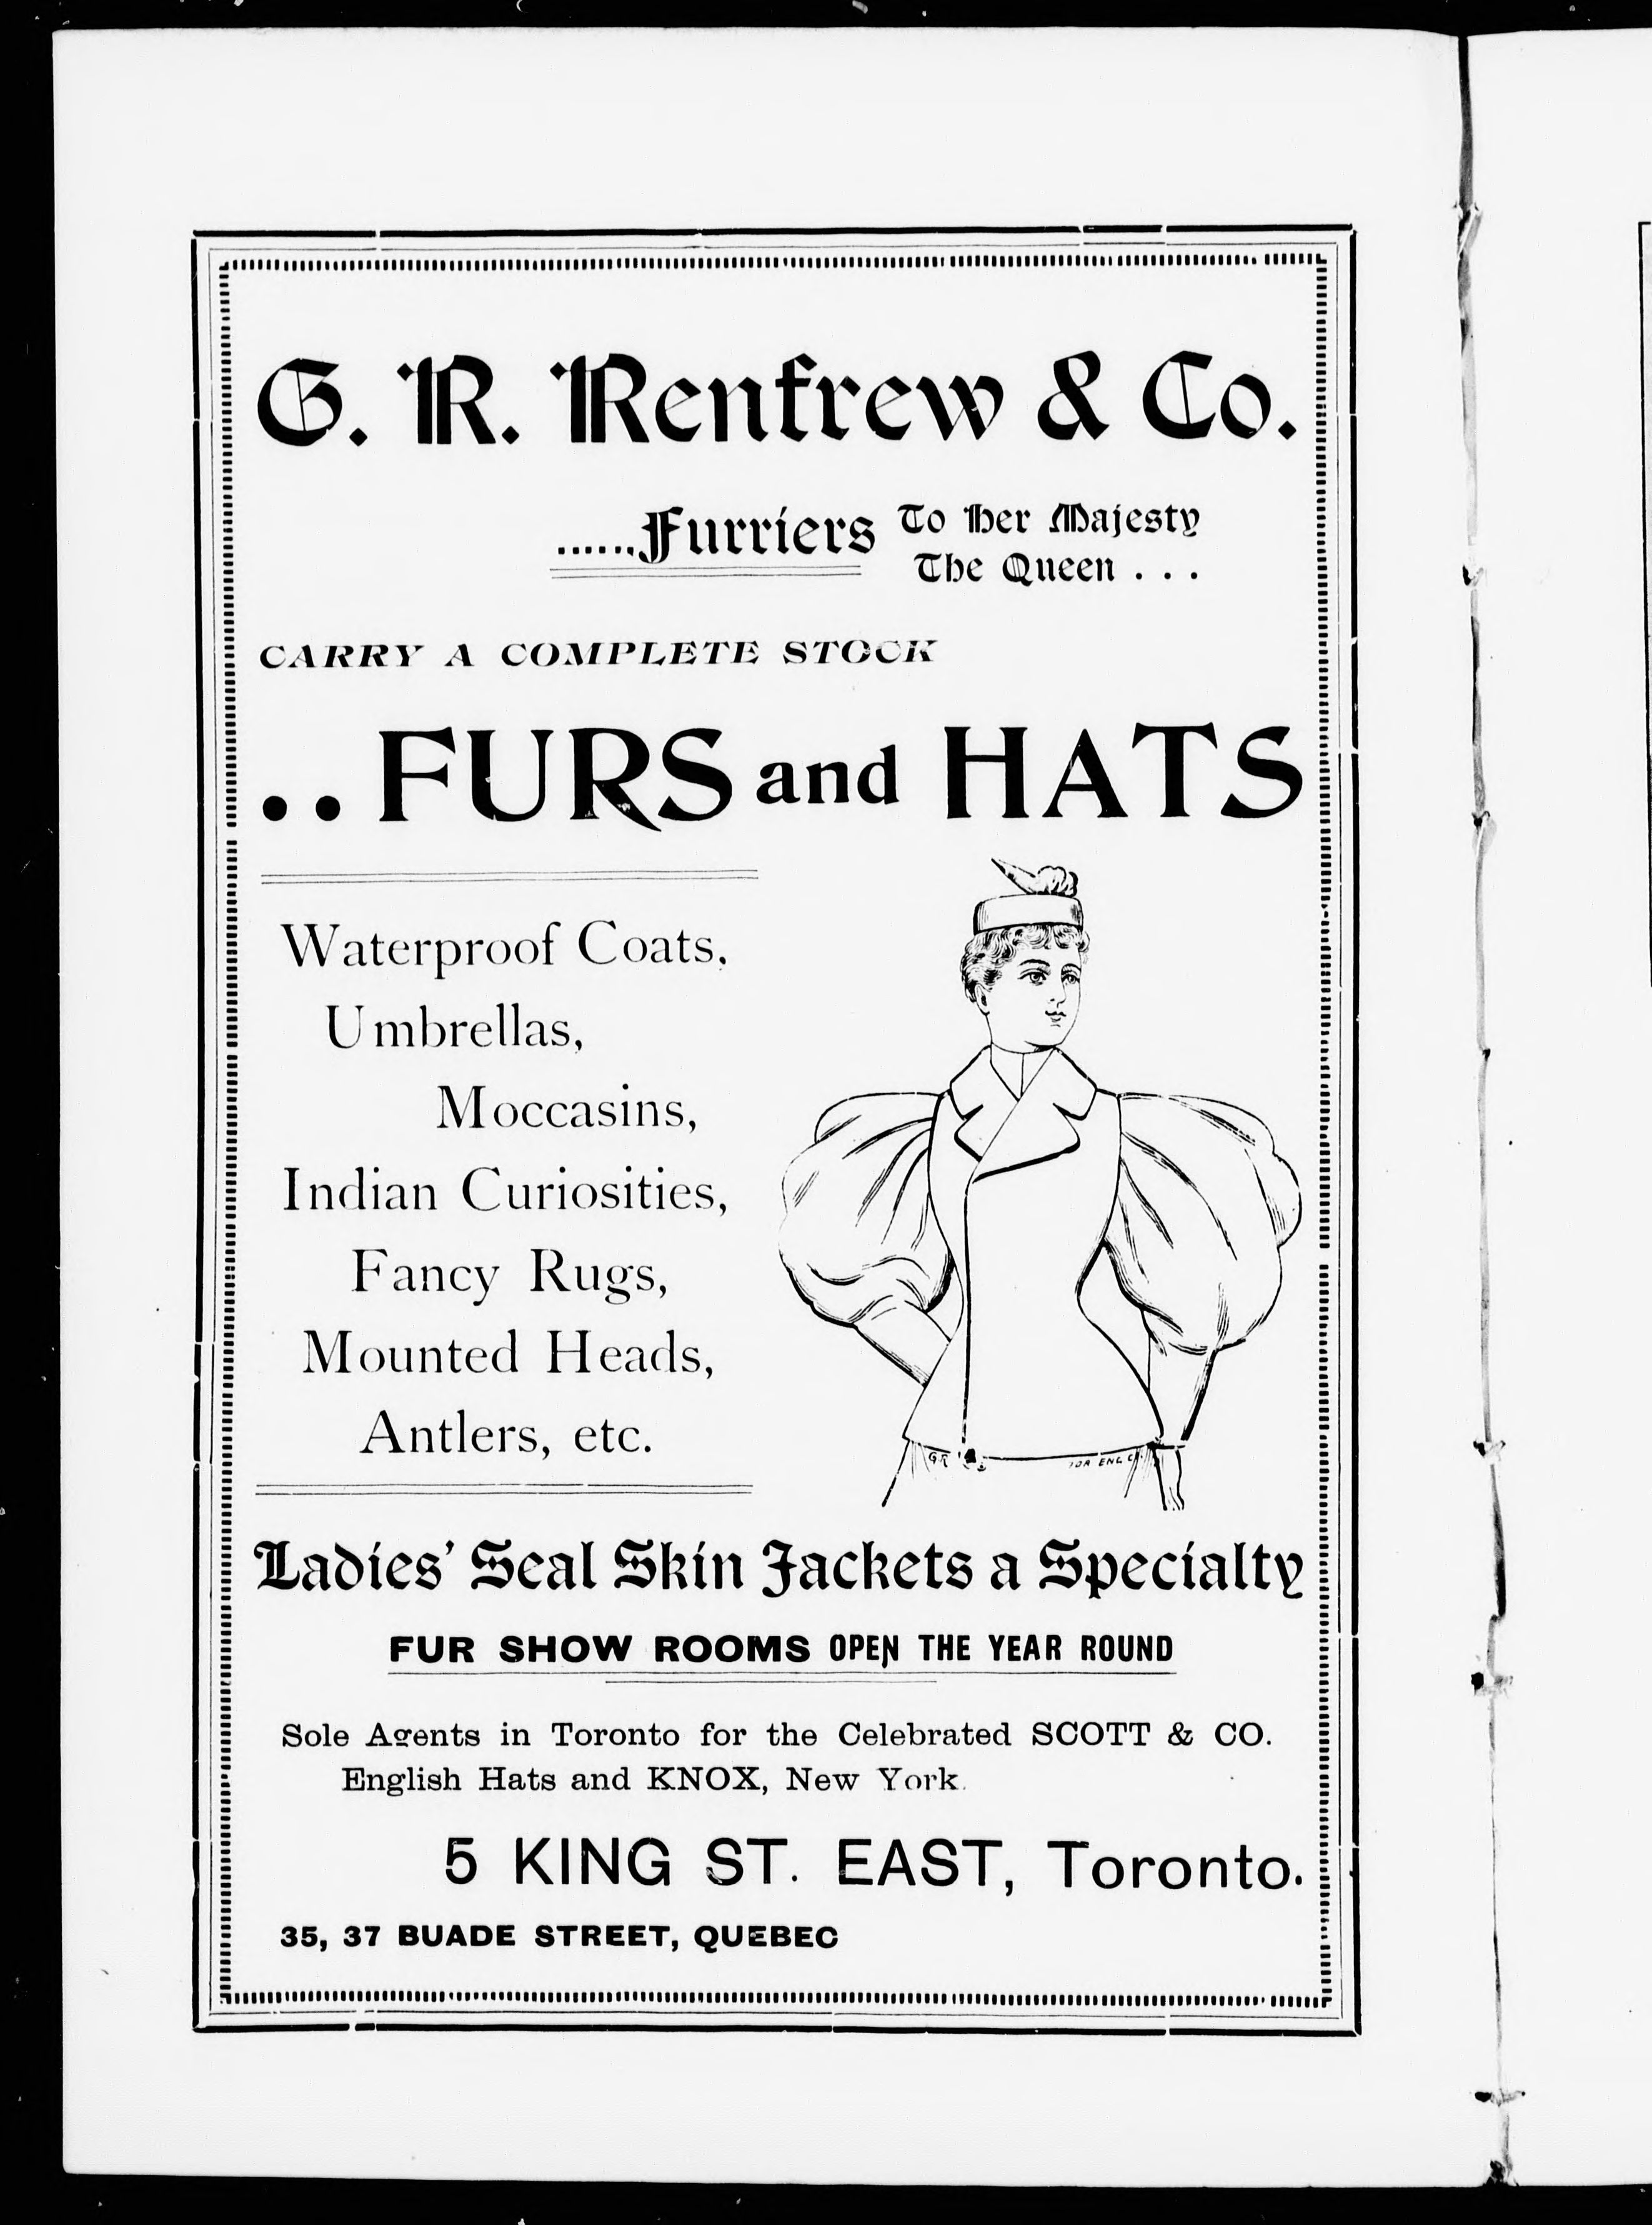 G. R. Renfrew & Co.
......Furriers To Her Majesty
The Queen . . .
CARRY A COMPLETE STOCK
..FURS and HATS
Waterproof Coats,
Umbrellas,
Moccasins,
Indian Curiosities,
Fancy Rugs,
Mounted Heads,
Antlers, etc.
Ladies' Seal Skin Jackets a Specialty
FUR SHOW ROOMS OPEN THE YEAR ROUND
Sole Agents in Toronto for the Celebrated SCOTT & CO.
English Hats and KNOX, New York.
5 KING ST. EAST, Toronto.
35, 37 BUADE STREET, QUEBEC